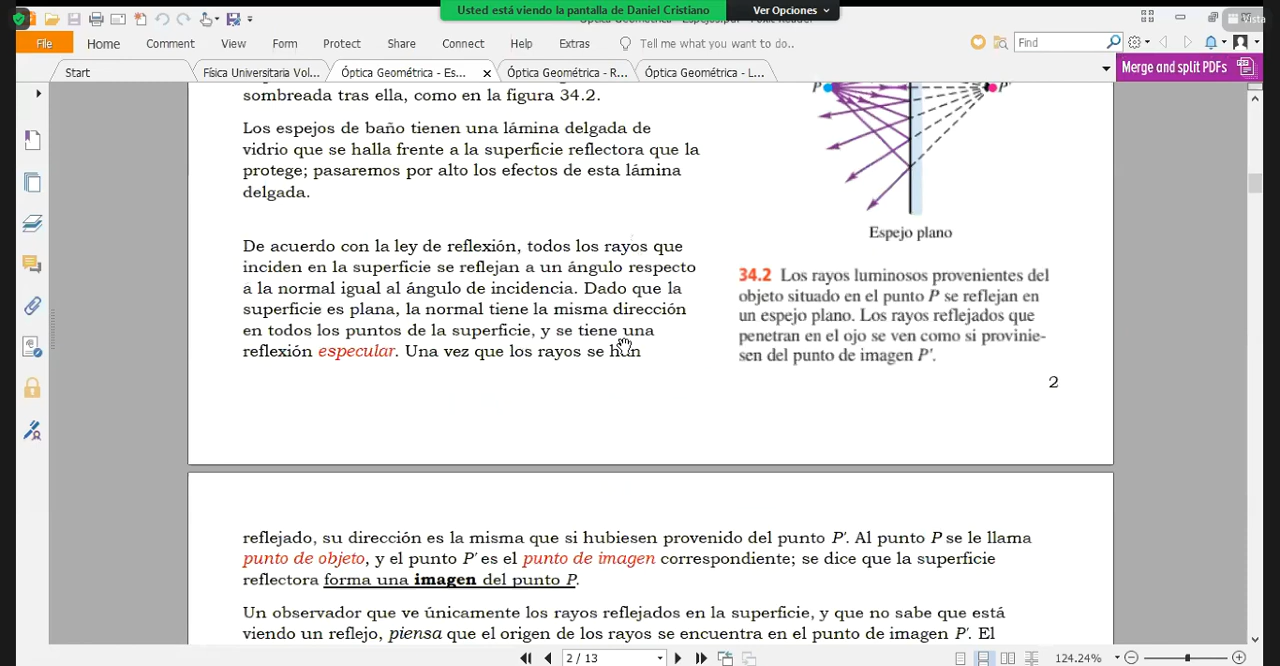 Usted está viendo la pantalla de Daniel Cristiano
Ver Opciones
Vista
File
Home
Comment
View
Form
Protect
Share
Connect
Help
Extras
Tell me what you want to do..
Find
Start
Física Universitaria Vol...
Óptica Geométrica - Es...
Óptica Geométrica - R...
Óptica Geométrica - L...
Merge and split PDFs
sombreada tras ella, como en la figura 34.2.
Los espejos de baño tienen una lámina delgada de
vidrio que se halla frente a la superficie reflectora que la
protege; pasaremos por alto los efectos de esta lámina
delgada.
De acuerdo con la ley de reflexión, todos los rayos que
inciden en la superficie se reflejan a un ángulo respecto
a la normal igual al ángulo de incidencia. Dado que la
superficie es plana, la normal tiene la misma dirección
en todos los puntos de la superficie, y se tiene una
reflexión especular. Una vez que los rayos se han
P
P'
Espejo plano
34.2 Los rayos luminosos provenientes del
objeto situado en el punto P se reflejan en
un espejo plano. Los rayos reflejados que
penetran en el ojo se ven como si provinie-
sen del punto de imagen P'.
2
reflejado, su dirección es la misma que si hubiesen provenido del punto P'. Al punto P se le llama
punto de objeto, y el punto P' es el punto de imagen correspondiente; se dice que la superficie
reflectora forma una imagen del punto P.
Un observador que ve únicamente los rayos reflejados en la superficie, y que no sabe que está
viendo un reflejo, piensa que el origen de los rayos se encuentra en el punto de imagen P'. El
2 / 13
124.24%